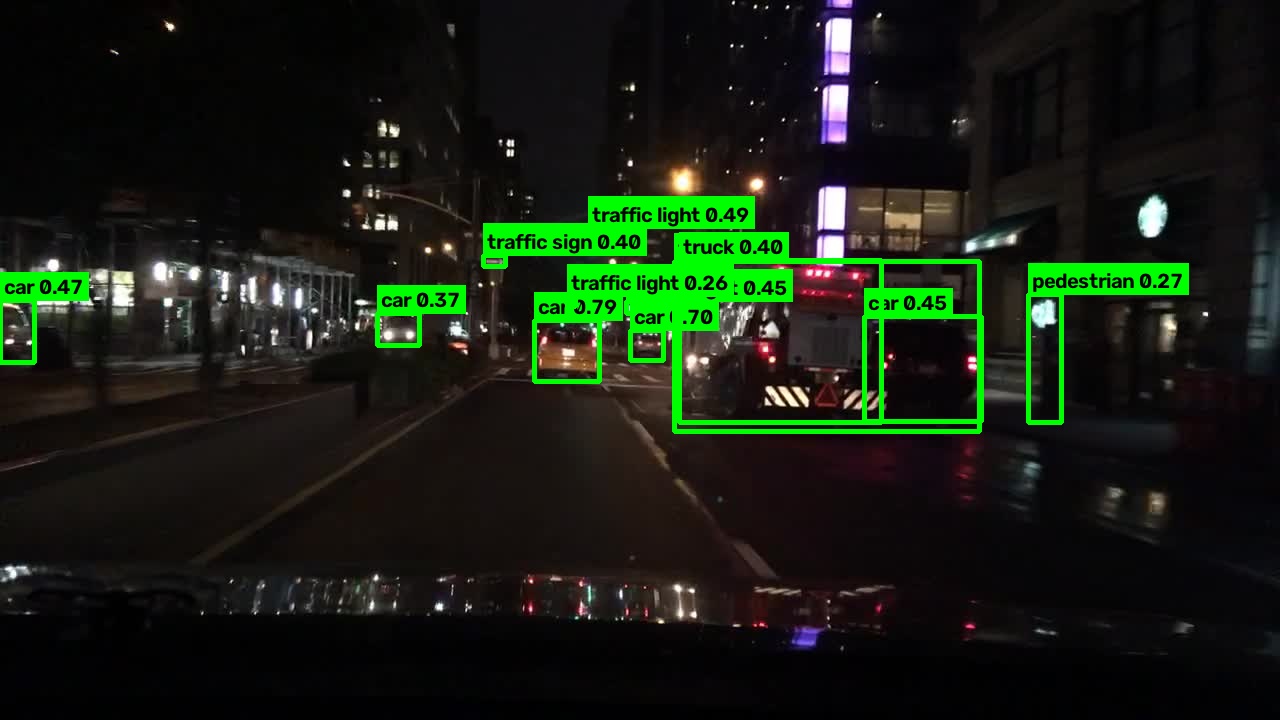 traffic light 0.49
traffic sign 0.40
truck 0.40
traffic light 0.26
t 0.45
car 0.47
car 0.37
car 0.79
car 0.70
car 0.45
pedestrian 0.27